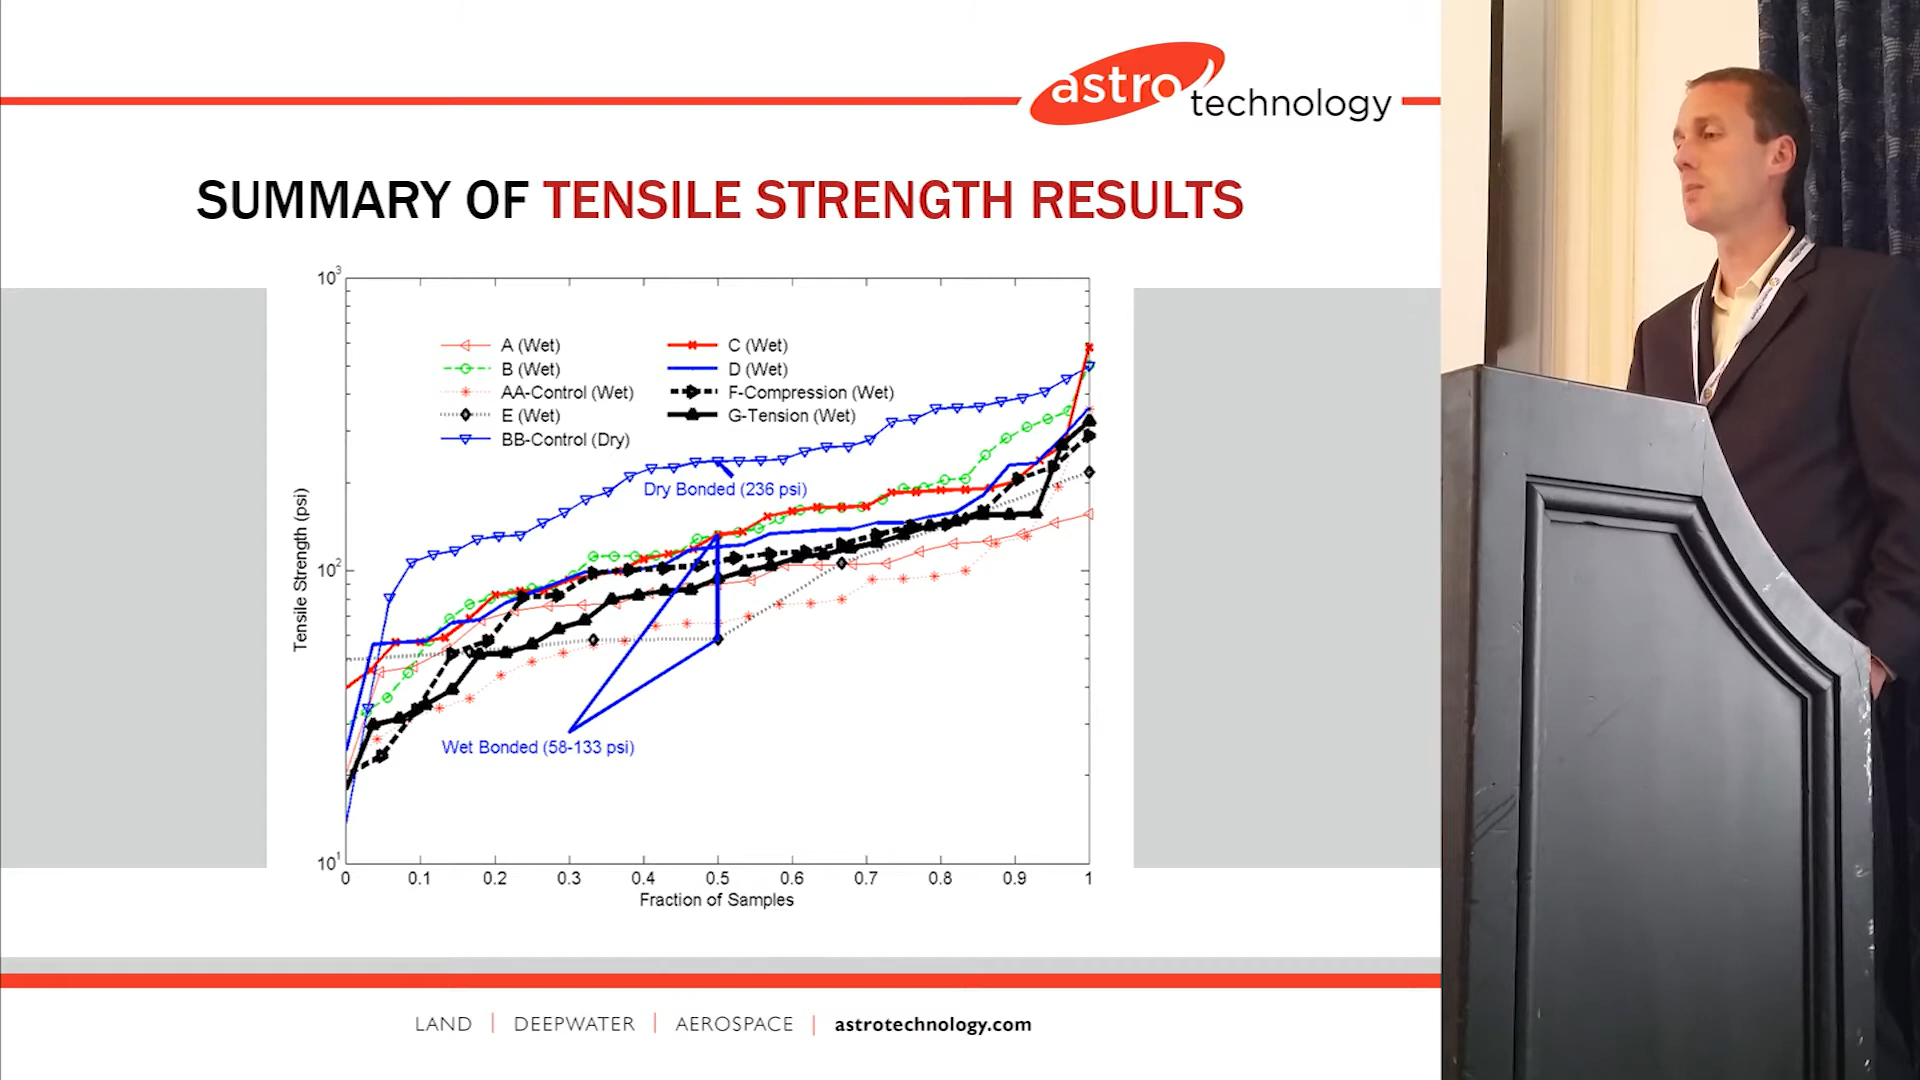 astro technology
SUMMARY OF TENSILE STRENGTH RESULTS
10³
10²
10¹
Tensile Strength (psi)
A (Wet)
B (Wet)
AA-Control (Wet)
E (Wet)
BB-Control (Dry)
C (Wet)
D (Wet)
F-Compression (Wet)
G-Tension (Wet)
Dry Bonded (236 psi)
Wet Bonded (58-133 psi)
0 0.1 0.2 0.3 0.4 0.5 0.6 0.7 0.8 0.9 1
Fraction of Samples
LAND | DEEPWATER | AEROSPACE | astrotechnology.com